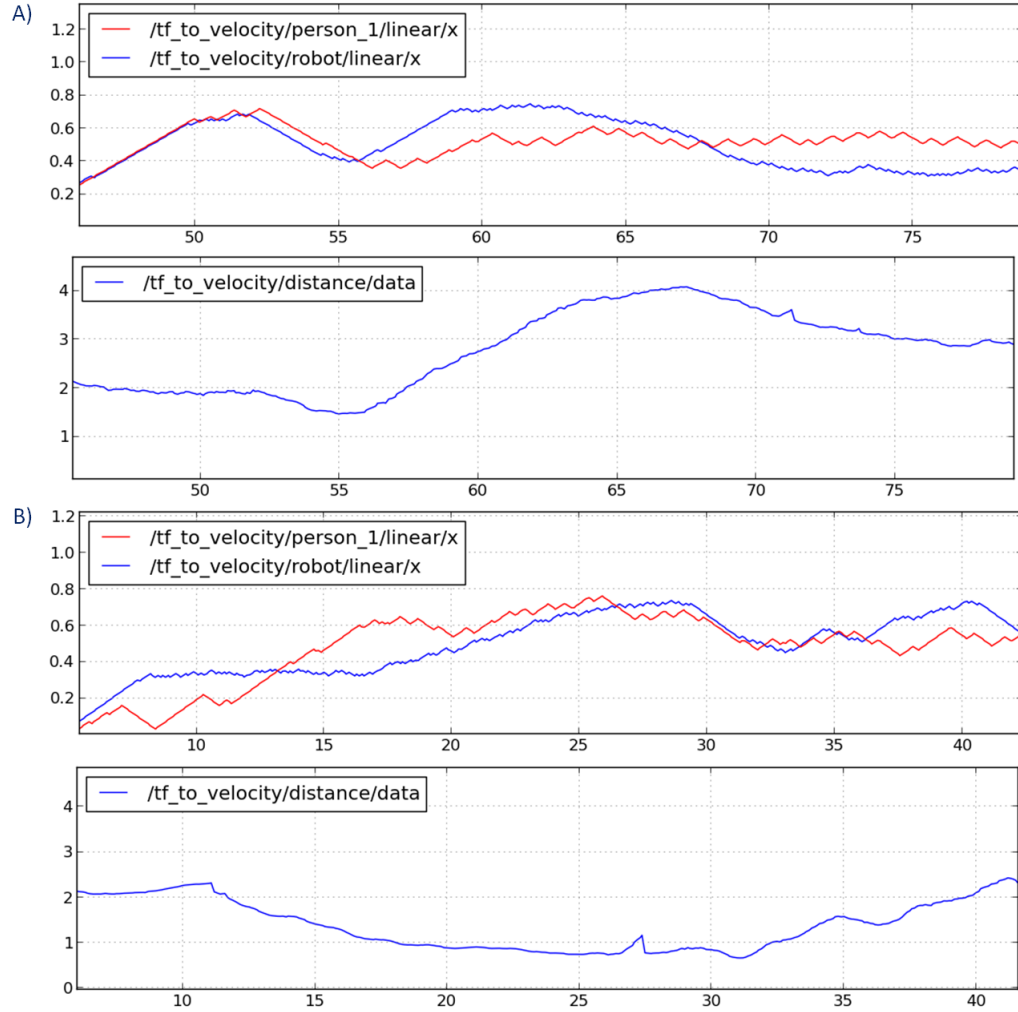 A)
/tf_to_velocity/person_1/linear/x
/tf_to_velocity/robot/linear/x
1.2
1.0
0.8
0.6
0.4
0.2
50 55 60 65 70 75
/tf_to_velocity/distance/data
4
3
2
1
50 55 60 65 70 75
B)
/tf_to_velocity/person_1/linear/x
/tf_to_velocity/robot/linear/x
1.2
1.0
0.8
0.6
0.4
0.2
10 15 20 25 30 35 40
/tf_to_velocity/distance/data
4
3
2
1
0
10 15 20 25 30 35 40